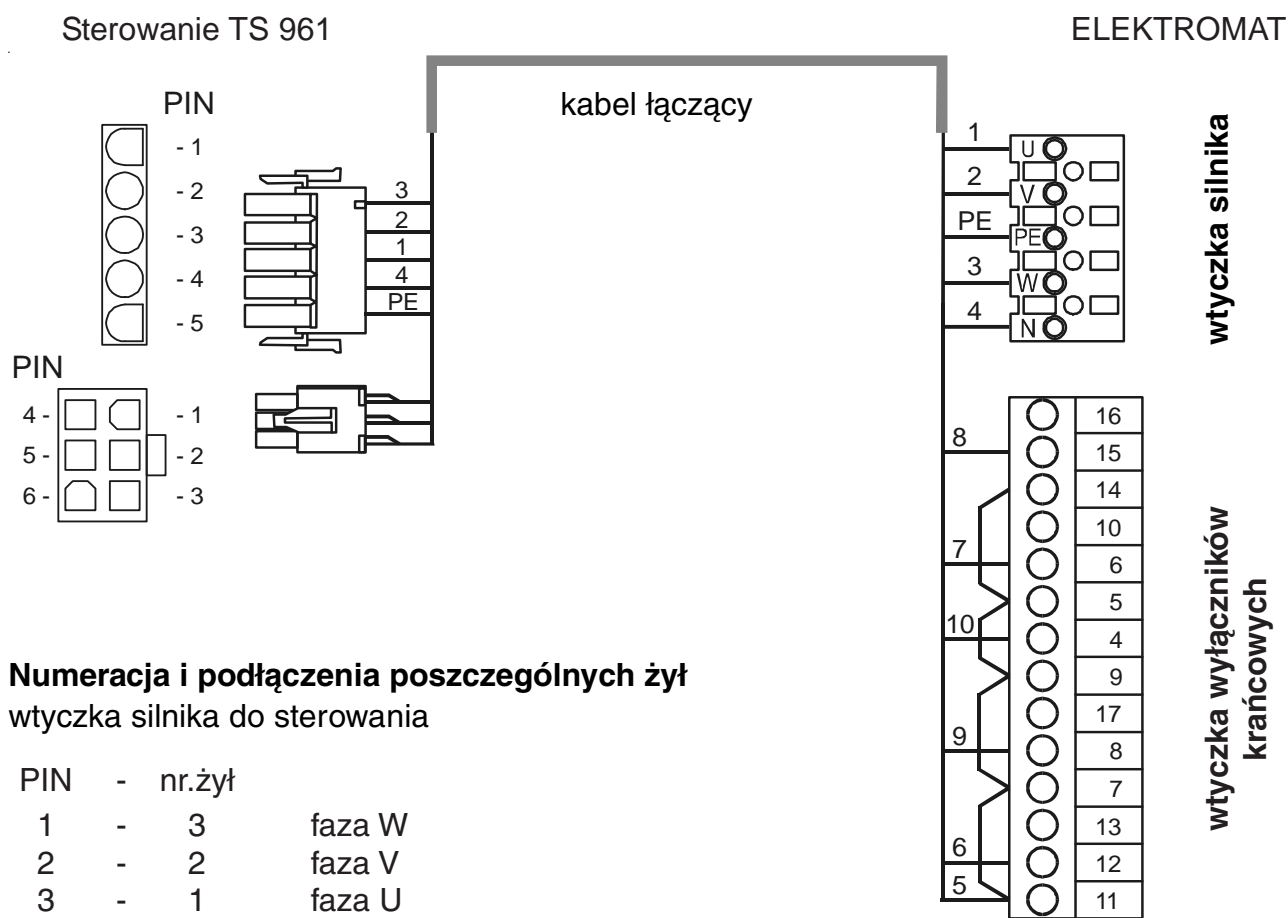 Sterowanie TS 961
ELEKTROMAT
kabel łączący
PIN
- 1
- 2
- 3
- 4
- 5
3
2
1
4
PE
PIN
4 - - 1
5 - - 2
6 - - 3
1 U
2 V
PE PE
3 W
4 N
wtyczka silnika
16
8 15
14
10
7 6
5
10 4
9
17
9 8
7
13
6 12
5 11
wtyczka wyłączników
krańcowych
Numeracja i podłączenia poszczególnych żył
wtyczka silnika do sterowania
PIN - nr.żył
1 - 3 faza W
2 - 2 faza V
3 - 1 faza U